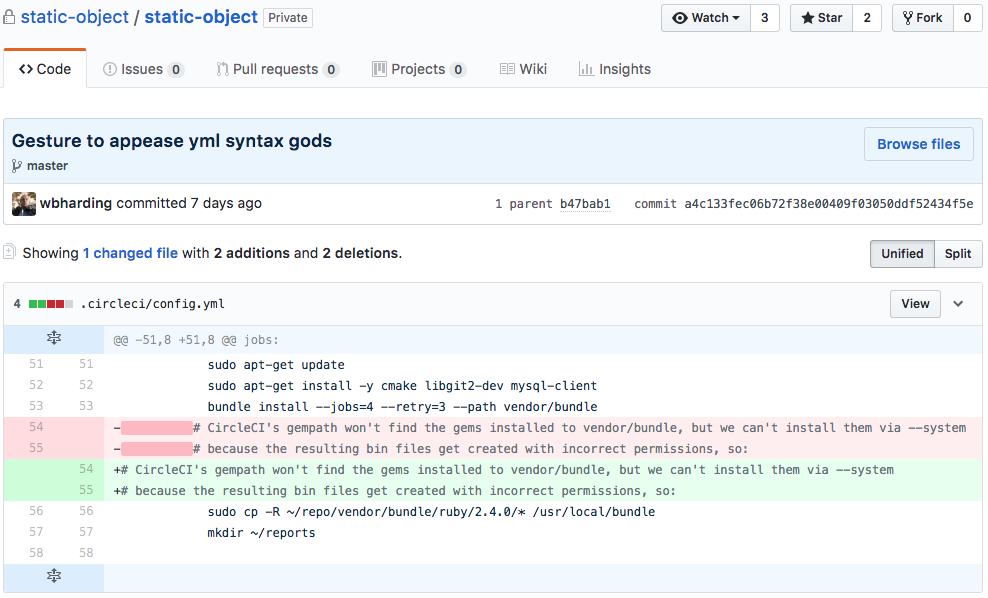 static-object / static-object Private Watch 3 Star 2 Fork 0
Code Issues 0 Pull requests 0 Projects 0 Wiki Insights
Gesture to appease yml syntax gods
Browse files
master
wbharding committed 7 days ago 1 parent b47bab1 commit a4c133fec06b72f38e00409f03050ddf52434f5e
Showing 1 changed file with 2 additions and 2 deletions. Unified Split
4 .circleci/config.yml View
@@ -51,8 +51,8 @@ jobs:
51 51 sudo apt-get update
52 52 sudo apt-get install -y cmake libgit2-dev mysql-client
53 53 bundle install --jobs=4 --retry=3 --path vendor/bundle
54 - # CircleCI's gempath won't find the gems installed to vendor/bundle, but we can't install them via --system
55 - # because the resulting bin files get created with incorrect permissions, so:
54 +# CircleCI's gempath won't find the gems installed to vendor/bundle, but we can't install them via --system
55 +# because the resulting bin files get created with incorrect permissions, so:
56 56 sudo cp -R ~/repo/vendor/bundle/ruby/2.4.0/* /usr/local/bundle
57 57 mkdir ~/reports
58 58